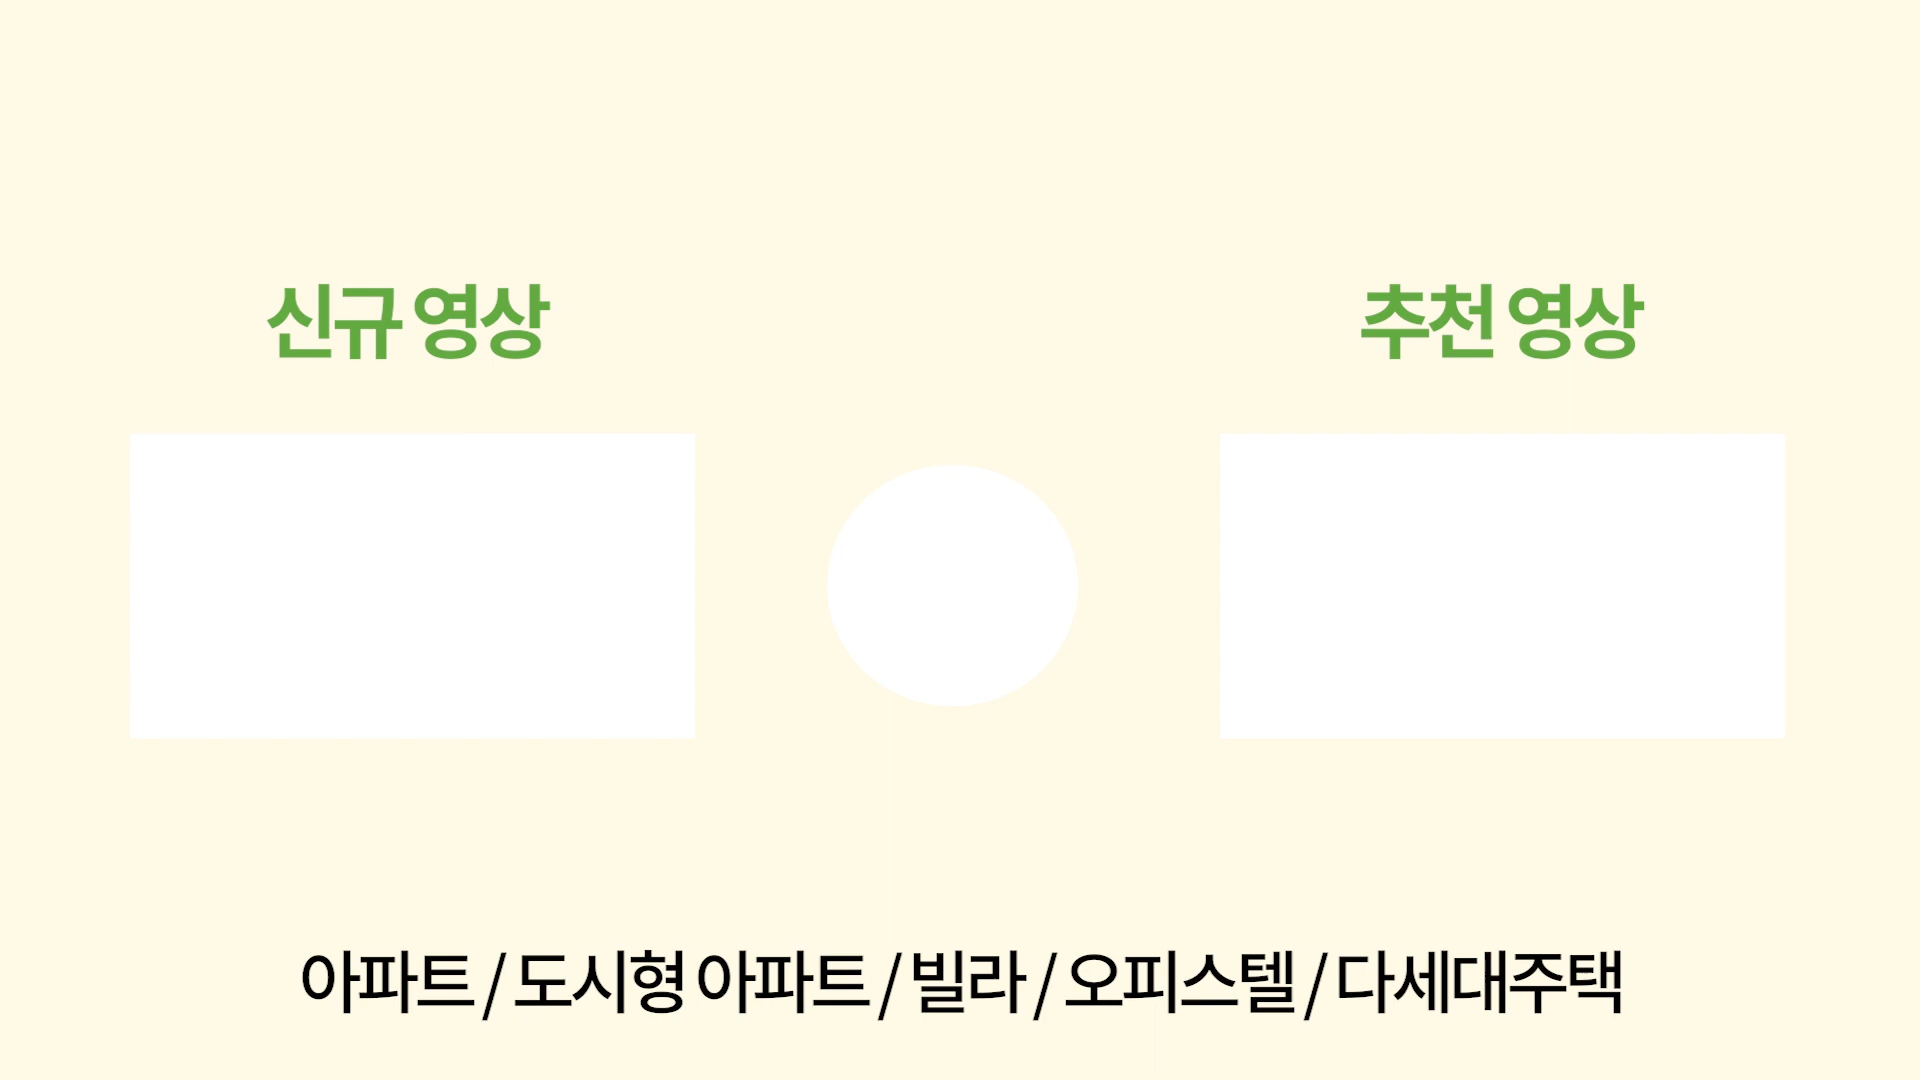 신규 영상
추천 영상
아파트 / 도시형 아파트 / 빌라 / 오피스텔 / 다세대주택